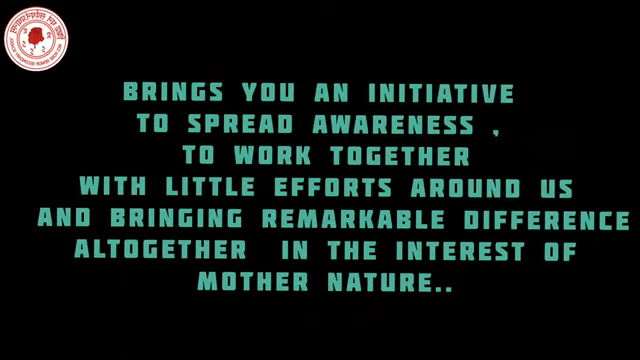 BRINGS YOU AN INITIATIVE
TO SPREAD AWARENESS ,
TO WORK TOGETHER
WITH LITTLE EFFORTS AROUND US
AND BRINGING REMARKABLE DIFFERENCE
ALTOGETHER IN THE INTEREST OF
MOTHER NATURE..